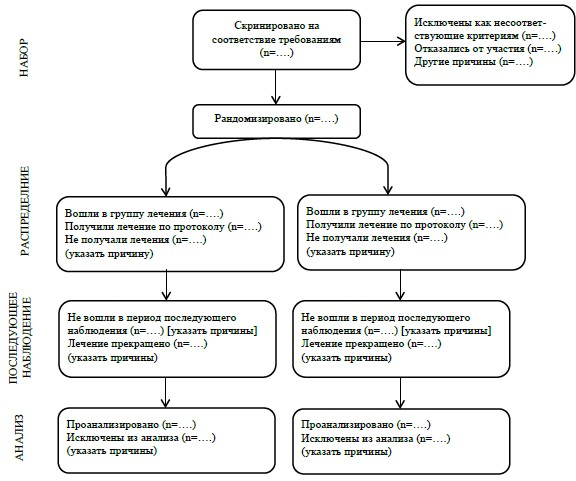 НАБОР
Скринировано на
соответствие требованиям
(n=….)
Исключены как несоответ-
ствующие критериям (n=….)
Отказались от участия (n=….)
Другие причины (n=….)
Рандомизировано (n=….)
РАСПРЕДЕЛНИЕ
Вошли в группу лечения (n=….)
Получили лечение по протоколу (n=….)
Не получали лечения (n=….)
(указать причину)
Вошли в группу лечения (n=….)
Получили лечение по протоколу (n=….)
Не получали лечения (n=….)
(указать причину)
ПОСЛЕДУЮЩЕЕ
НАБЛЮДЕНИЕ
Не вошли в период последующего
наблюдения (n=….) [указать причины]
Лечение прекращено (n=….)
(указать причины)
Не вошли в период последующего
наблюдения (n=….) [указать причины]
Лечение прекращено (n=….)
(указать причины)
АНАЛИЗ
Проанализировано (n=….)
Исключены из анализа (n=….)
(указать причины)
Проанализировано (n=….)
Исключены из анализа (n=….)
(указать причины)